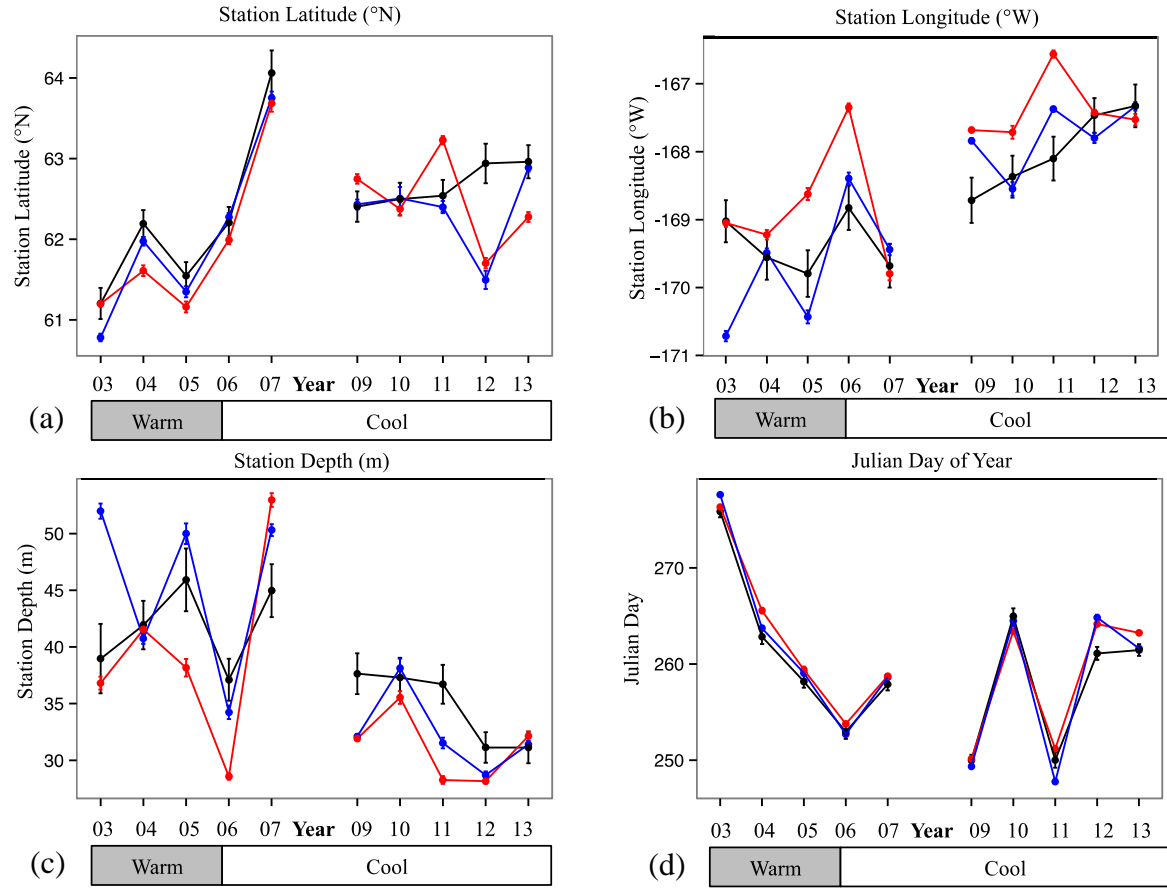 Station Latitude (°N)
Station Latitude (°N)
64
63
62
61
03 04 05 06 07 Year 09 10 11 12 13
(a) Warm Cool
Station Longitude (°W)
Station Longitude (°W)
-167
-168
-169
-170
-171
03 04 05 06 07 Year 09 10 11 12 13
(b) Warm Cool
Station Depth (m)
Station Depth (m)
50
45
40
35
30
03 04 05 06 07 Year 09 10 11 12 13
(c) Warm Cool
Julian Day of Year
Julian Day
270
260
250
03 04 05 06 07 Year 09 10 11 12 13
(d) Warm Cool